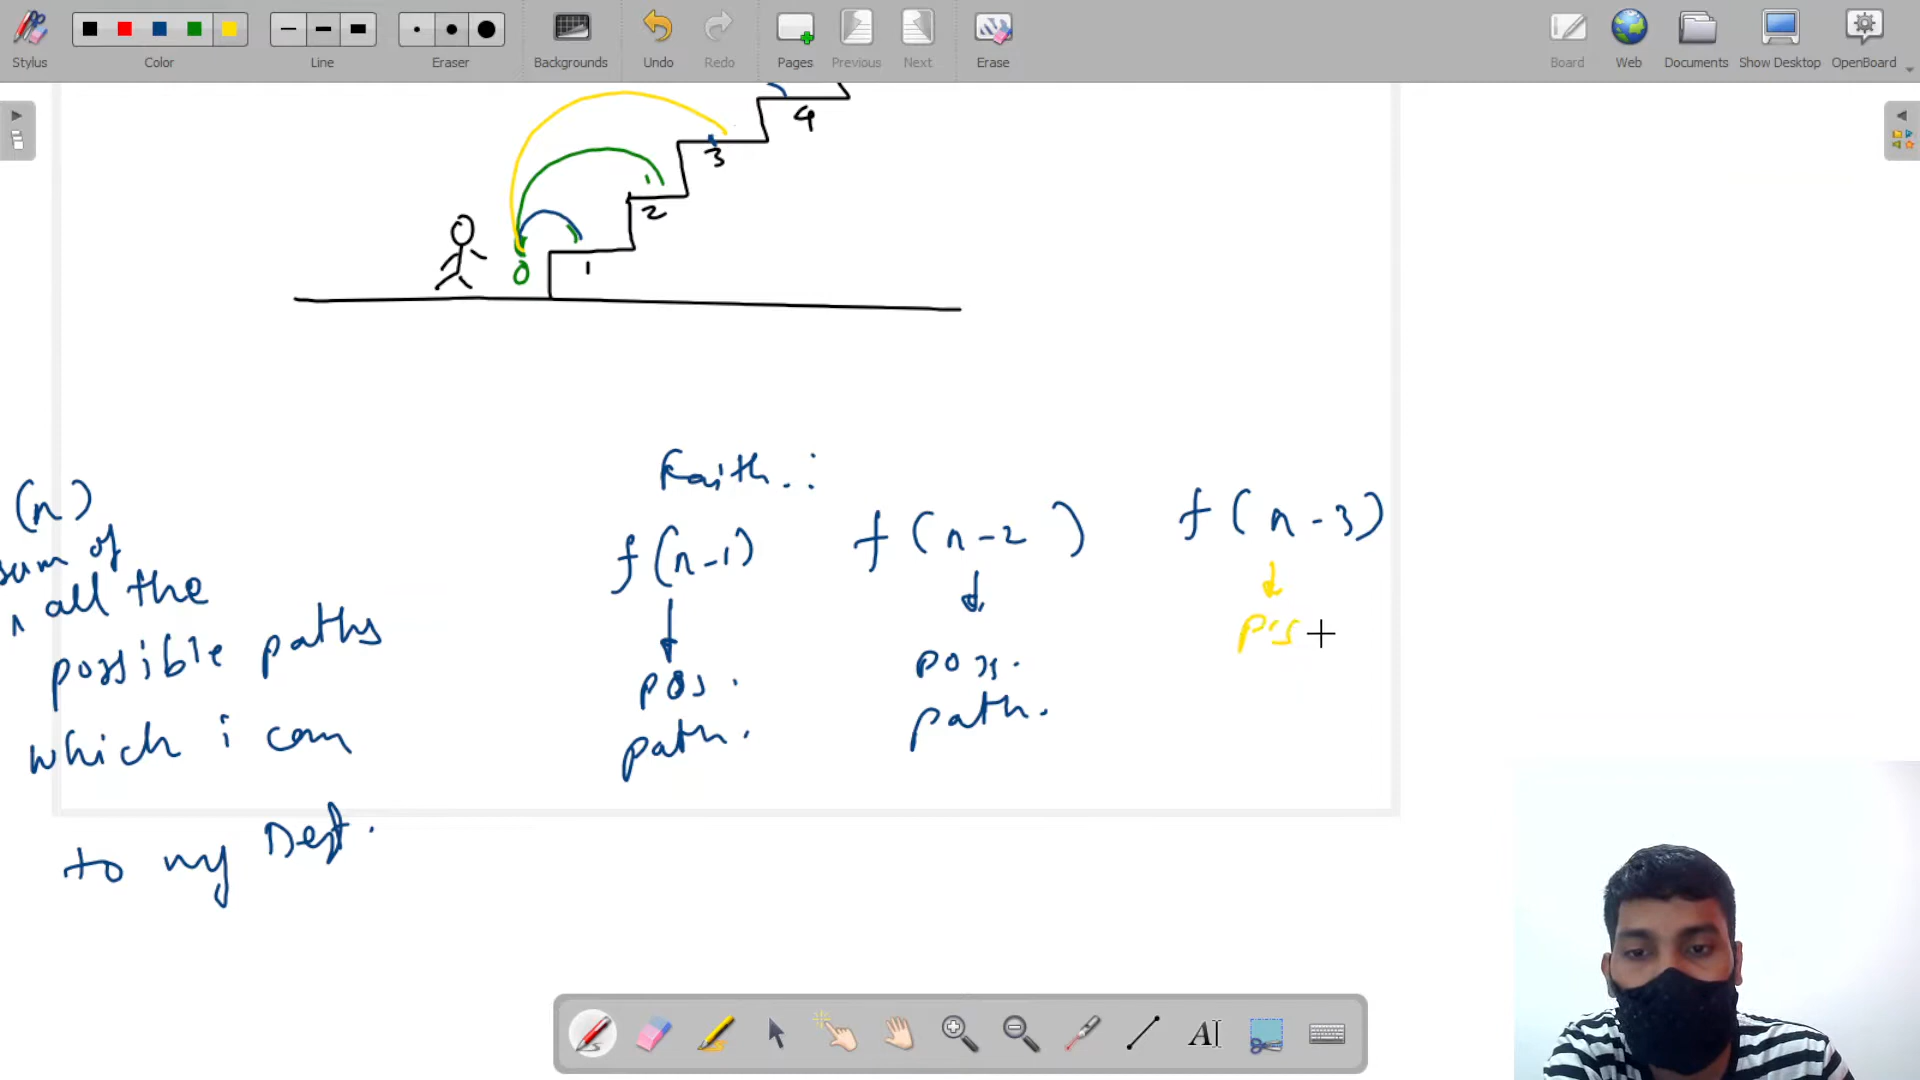 Stylus
Color
Line
Eraser
Backgrounds
Undo
Redo
Pages
Previous
Next
Erase
Board
Web
Documents
Show Desktop
OpenBoard
4
3
2
1
0
Faith :
(n)
sum of
all the
possible paths
which i can
to my Dest.
f(n-1)
pos.
path.
f(n-2)
poss.
path.
f(n-3)
pos